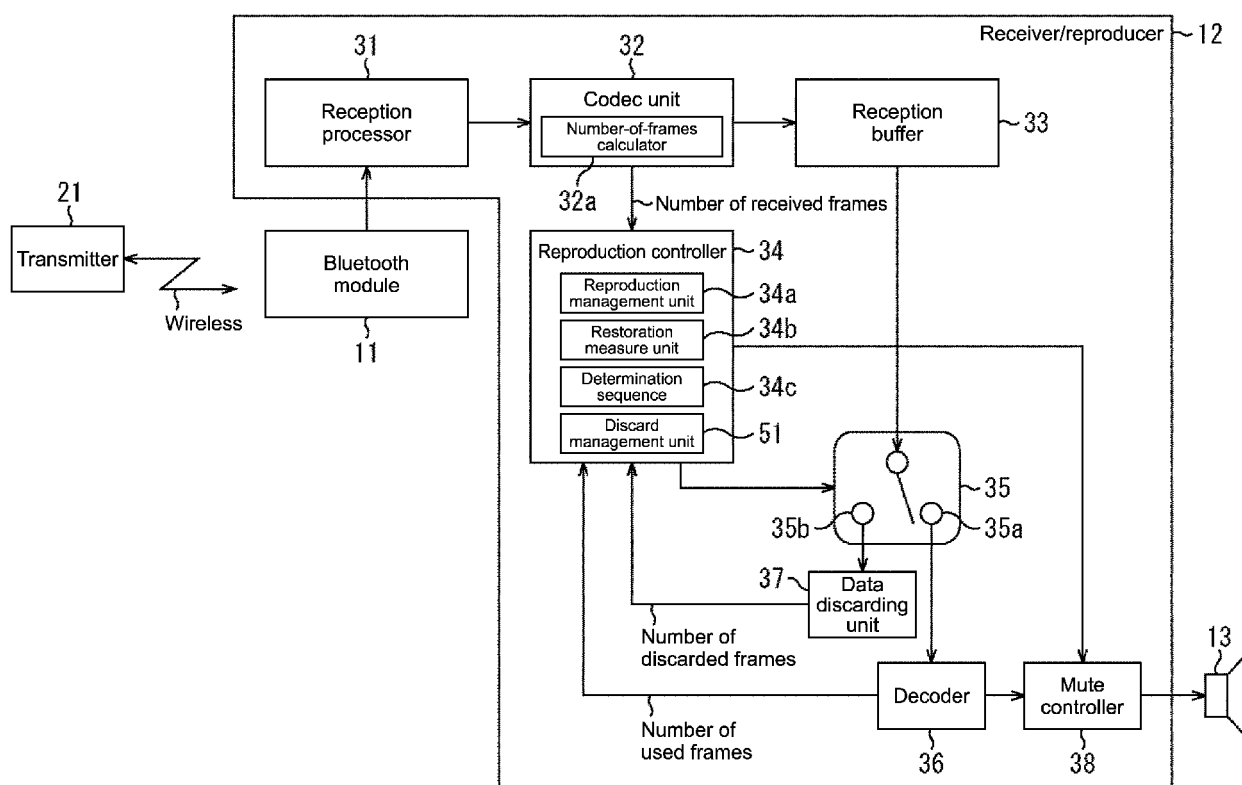 Receiver/reproducer
12
31
32
Reception
processor
Codec unit
Number-of-frames
calculator
Reception
buffer
33
32a
21
Transmitter
Wireless
Bluetooth
module
11
Number of received frames
Reproduction controller
34
Reproduction
management unit
34a
Restoration
measure unit
34b
Determination
sequence
34c
Discard
management unit
51
35
35b
35a
37
Data
discarding
unit
Number of
discarded frames
13
Decoder
Mute
controller
Number of
used frames
36
38